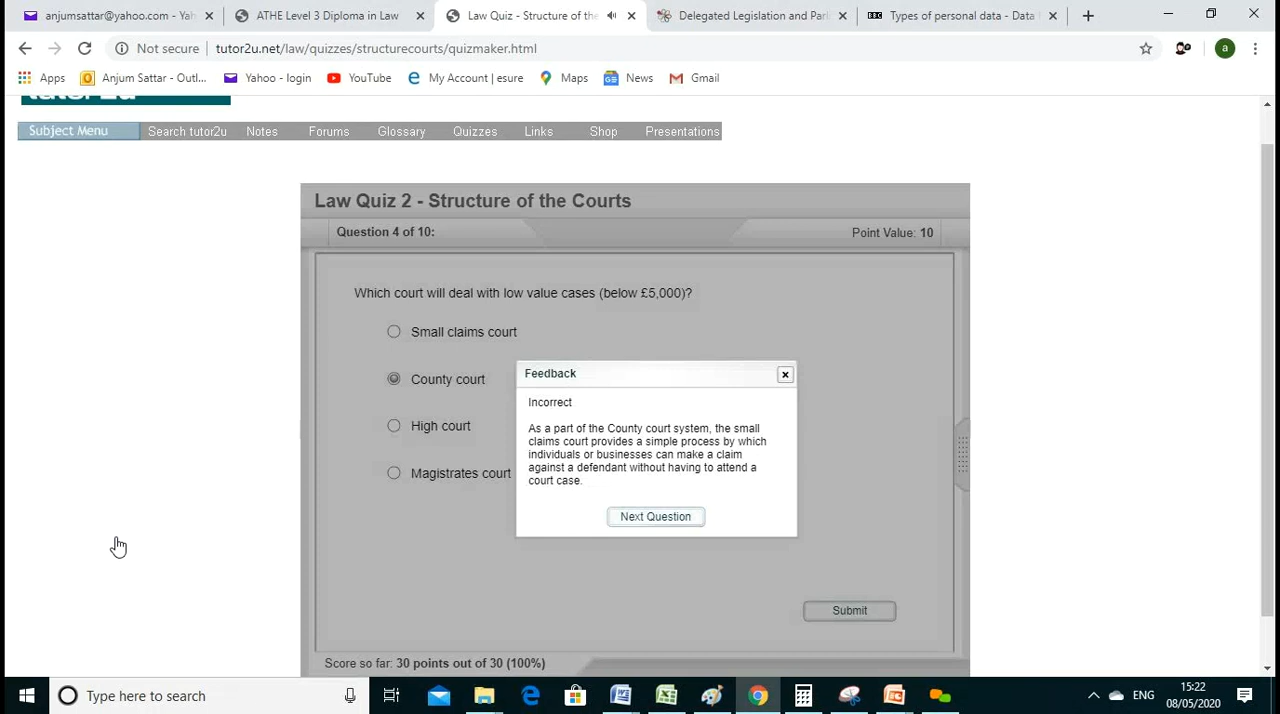 anjumsattar@yahoo.com - Yah
ATHE Level 3 Diploma in Law
Law Quiz - Structure of the
Delegated Legislation and Parli
BBC Types of personal data - Data
Not secure tutor2u.net/law/quizzes/structurecourts/quizmaker.html
a
Apps
Anjum Sattar - Outl...
Yahoo - login
YouTube
My Account | esure
Maps
News
Gmail
tutor2u
Subject Menu
Search tutor2u
Notes
Forums
Glossary
Quizzes
Links
Shop
Presentations
Law Quiz 2 - Structure of the Courts
Question 4 of 10:
Point Value: 10
Which court will deal with low value cases (below £5,000)?
Small claims court
County court
High court
Magistrates court
Feedback
Incorrect
As a part of the County court system, the small
claims court provides a simple process by which
individuals or businesses can make a claim
against a defendant without having to attend a
court case.
Next Question
Submit
Score so far: 30 points out of 30 (100%)
Type here to search
ENG
15:22
08/05/2020